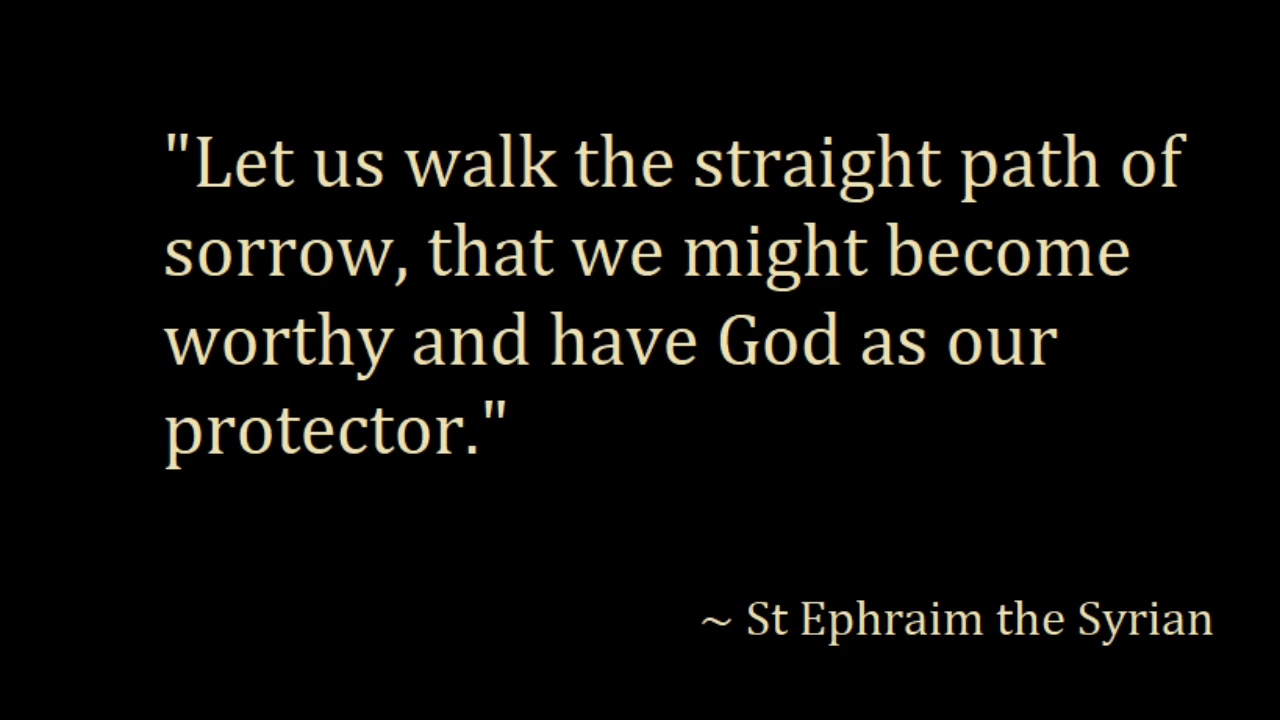 "Let us walk the straight path of
sorrow, that we might become
worthy and have God as our
protector."
~ St Ephraim the Syrian